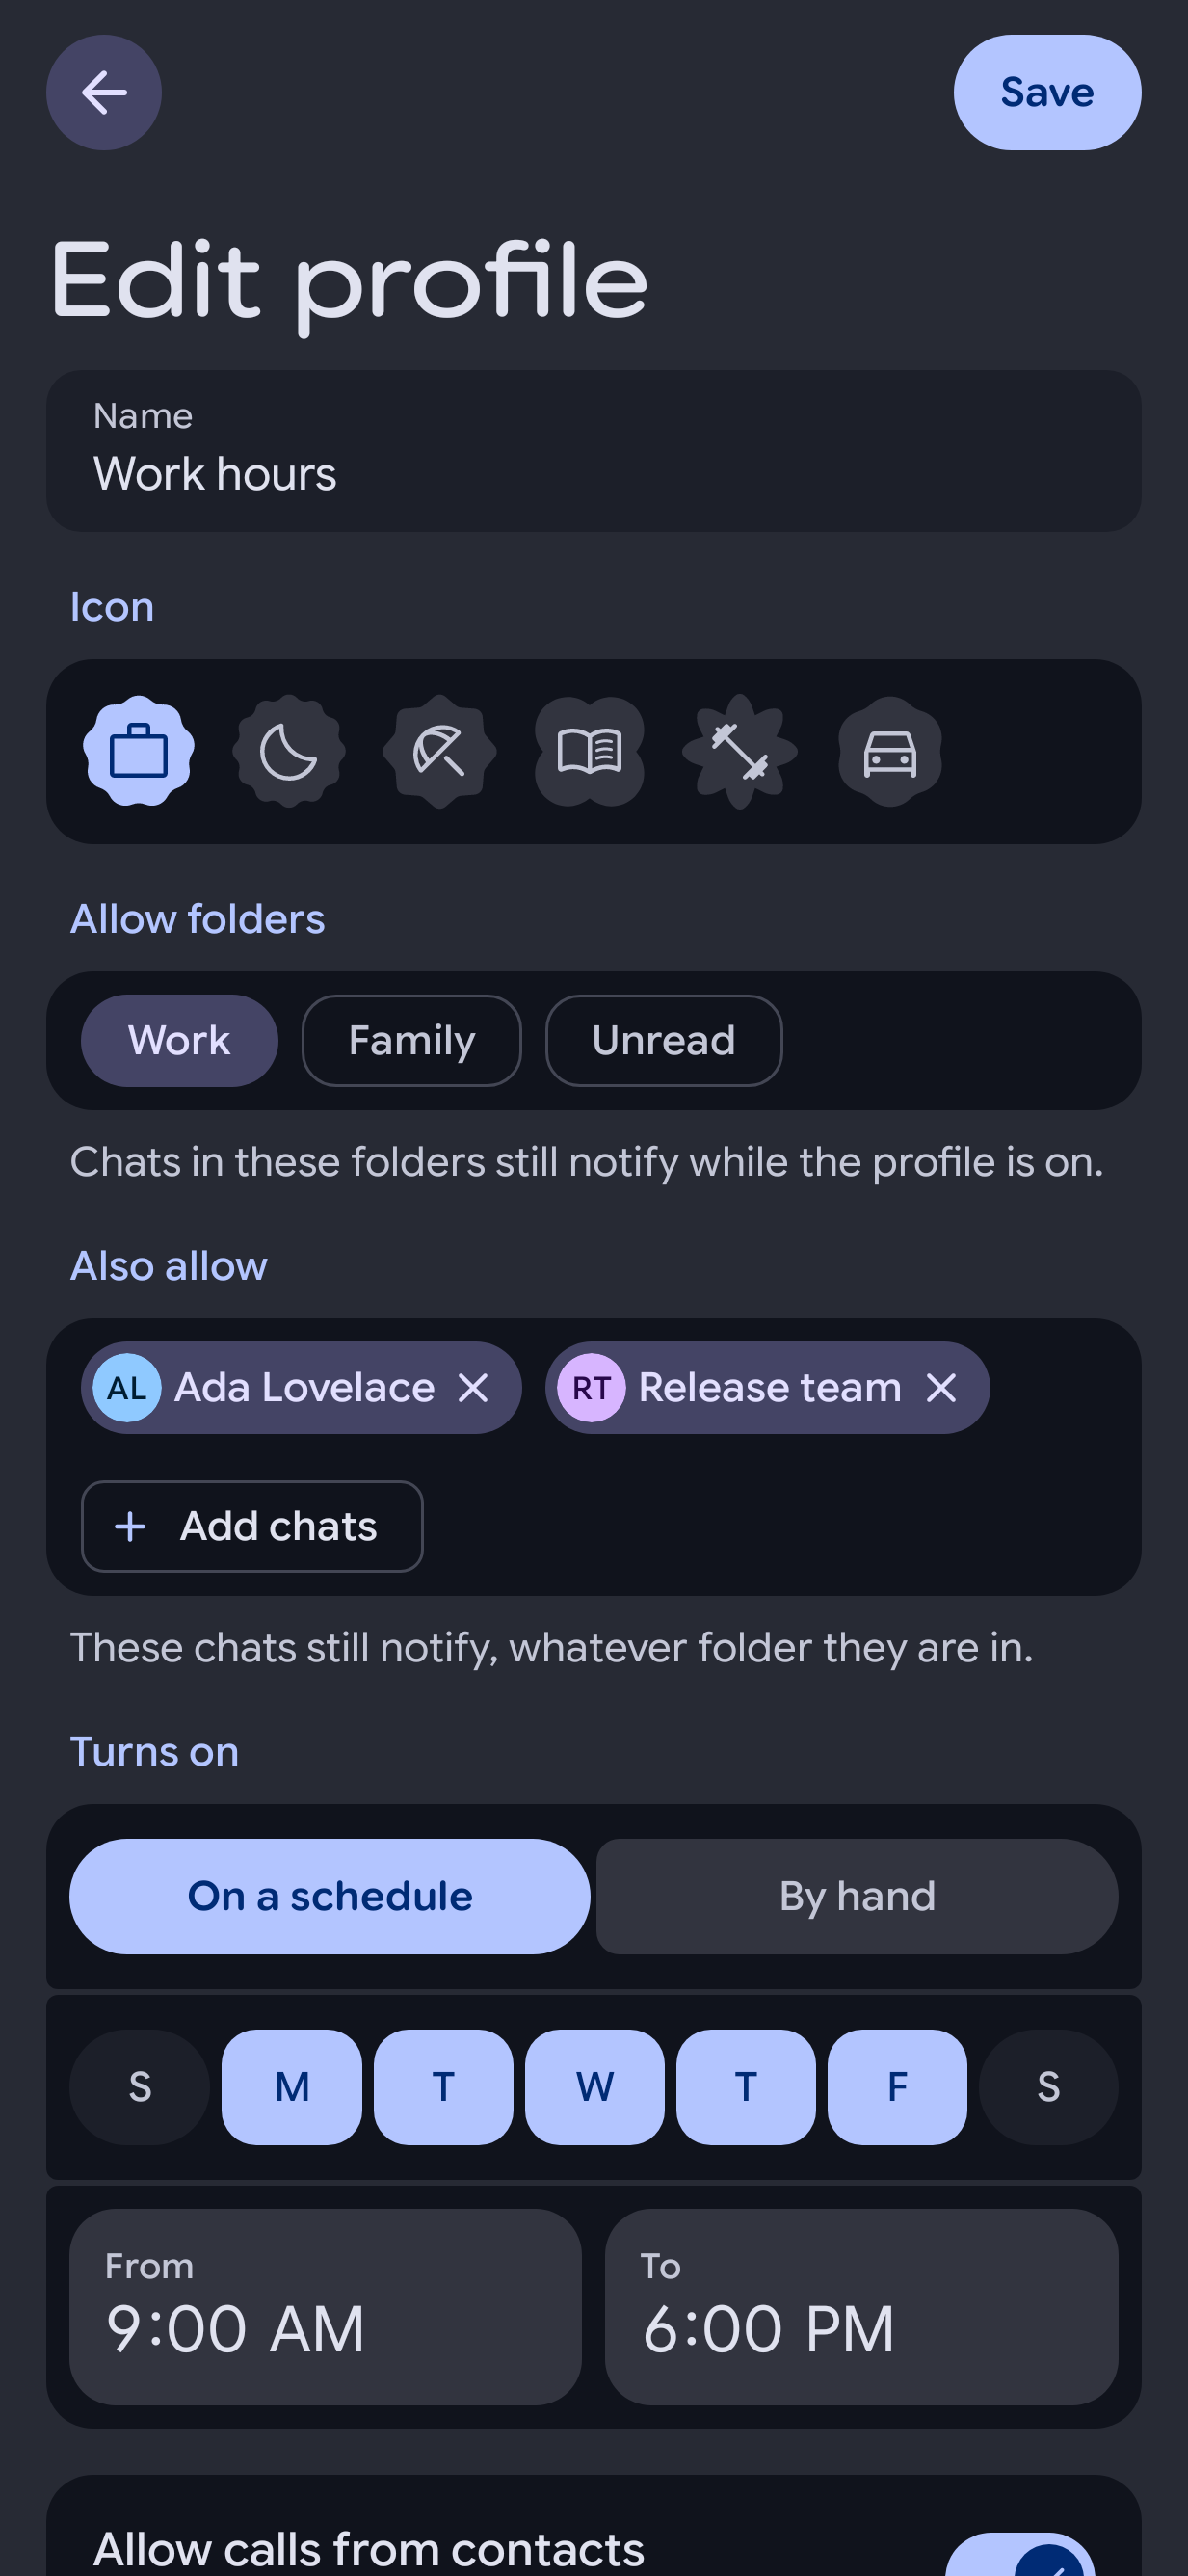 Save
Edit profile
Name
Work hours
Icon
Allow folders
Work Family Unread
Chats in these folders still notify while the profile is on.
Also allow
AL Ada Lovelace RT Release team
Add chats
These chats still notify, whatever folder they are in.
Turns on
On a schedule By hand
S M T W T F S
From To
9:00 AM 6:00 PM
Allow calls from contacts